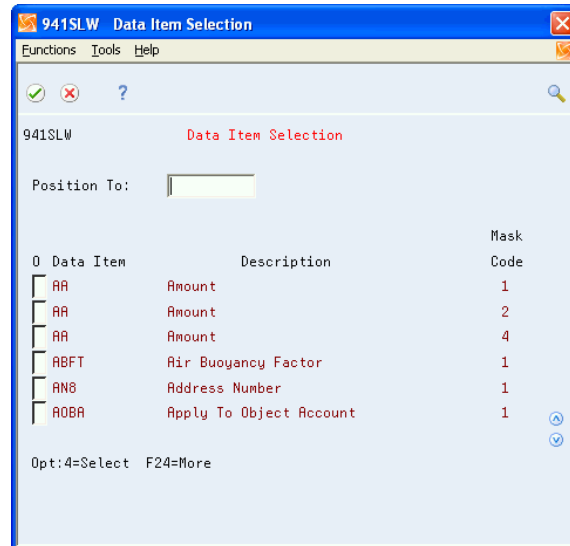 941SLW Data Item Selection
Functions Tools Help
?
941SLW Data Item Selection
Position To:
Mask
O Data Item Description Code
AA Amount 1
AA Amount 2
AA Amount 4
ABFT Air Buoyancy Factor 1
AN8 Address Number 1
AOBA Apply To Object Account 1
Opt:4=Select F24=More